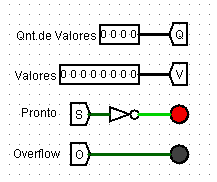 Qnt.de Valores 0 0 0 0 Q
Valores 0 0 0 0 0 0 0 0 V
Pronto S
Overflow O